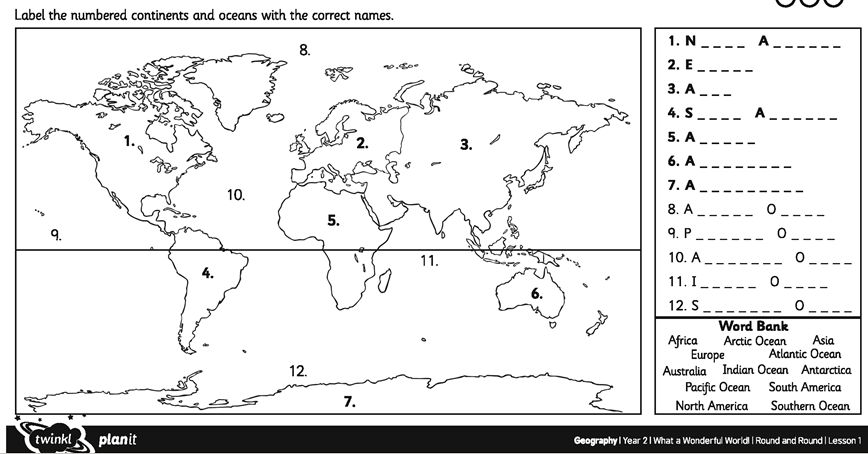 Label the numbered continents and oceans with the correct names.
8.
1.
2.
3.
10.
5.
9.
11.
4.
6.
12.
7.
1. N _ _ _ _ A _ _ _ _ _ _
2. E _ _ _ _ _
3. A _ _ _
4. S _ _ _ _ A _ _ _ _ _ _
5. A _ _ _ _ _
6. A _ _ _ _ _ _ _ _
7. A _ _ _ _ _ _ _ _ _
8. A _ _ _ _ _ O _ _ _ _
9. P _ _ _ _ _ _ O _ _ _ _
10. A _ _ _ _ _ _ _ O _ _ _ _
11. I _ _ _ _ _ O _ _ _ _
12. S _ _ _ _ _ _ _ O _ _ _ _
Word Bank
Africa Arctic Ocean Asia
Europe Atlantic Ocean
Australia Indian Ocean Antarctica
Pacific Ocean South America
North America Southern Ocean
twinkl planit
Geography | Year 2 | What a Wonderful World! | Round and Round | Lesson 1